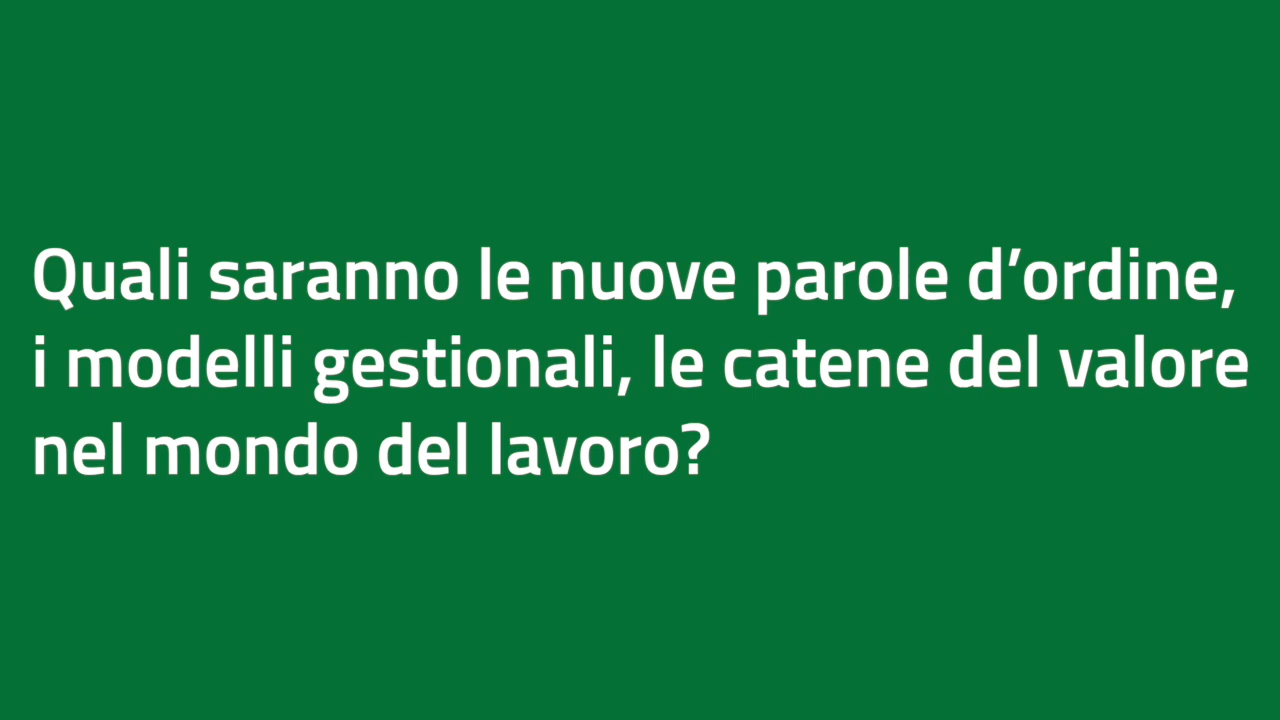 Quali saranno le nuove parole d’ordine,
i modelli gestionali, le catene del valore
nel mondo del lavoro?